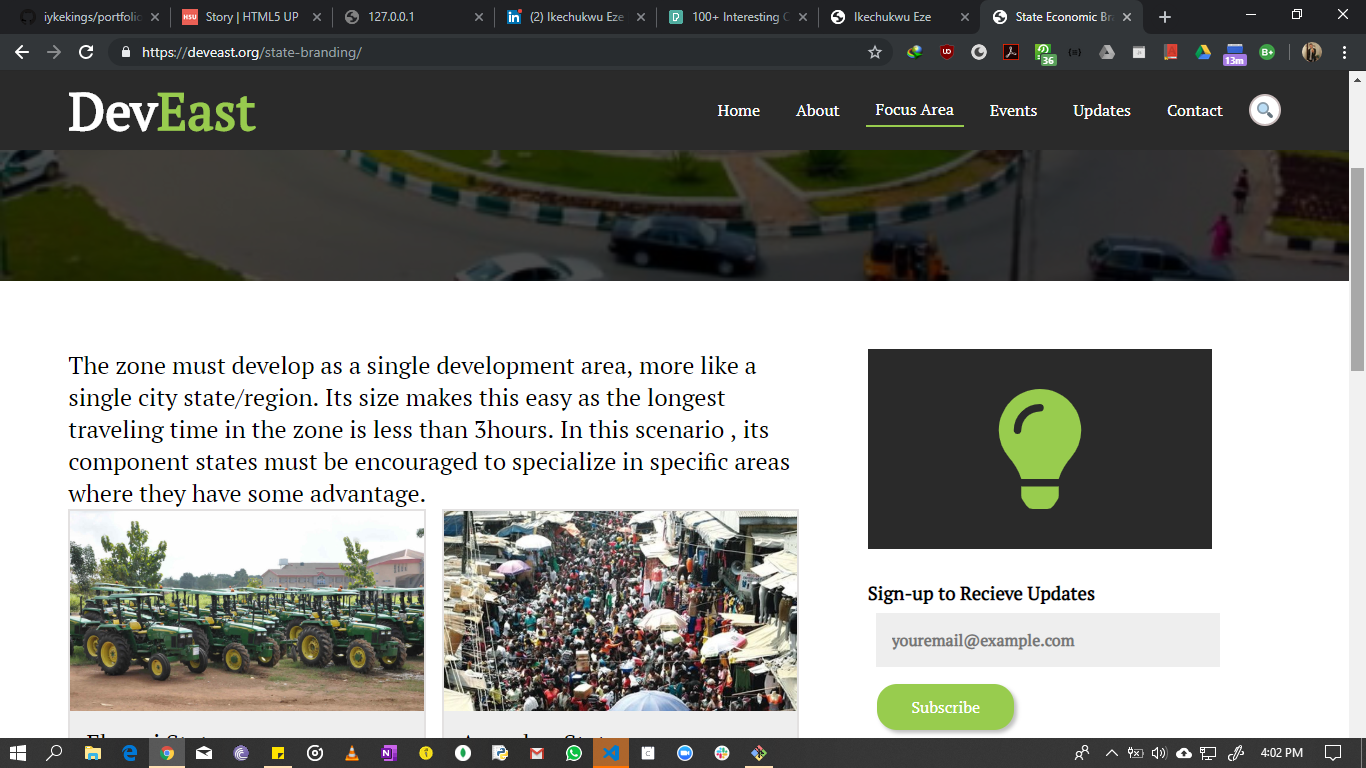 iykekings/portfolio
Story | HTML5 UP
127.0.0.1
(2) Ikechukwu Eze
100+ Interesting
Ikechukwu Eze
State Economic Bra
https://deveast.org/state-branding/
36
13m
B+
DevEast
Home
About
Focus Area
Events
Updates
Contact
The zone must develop as a single development area, more like a
single city state/region. Its size makes this easy as the longest
traveling time in the zone is less than 3hours. In this scenario , its
component states must be encouraged to specialize in specific areas
where they have some advantage.
Sign-up to Recieve Updates
youremail@example.com
Subscribe
4:02 PM